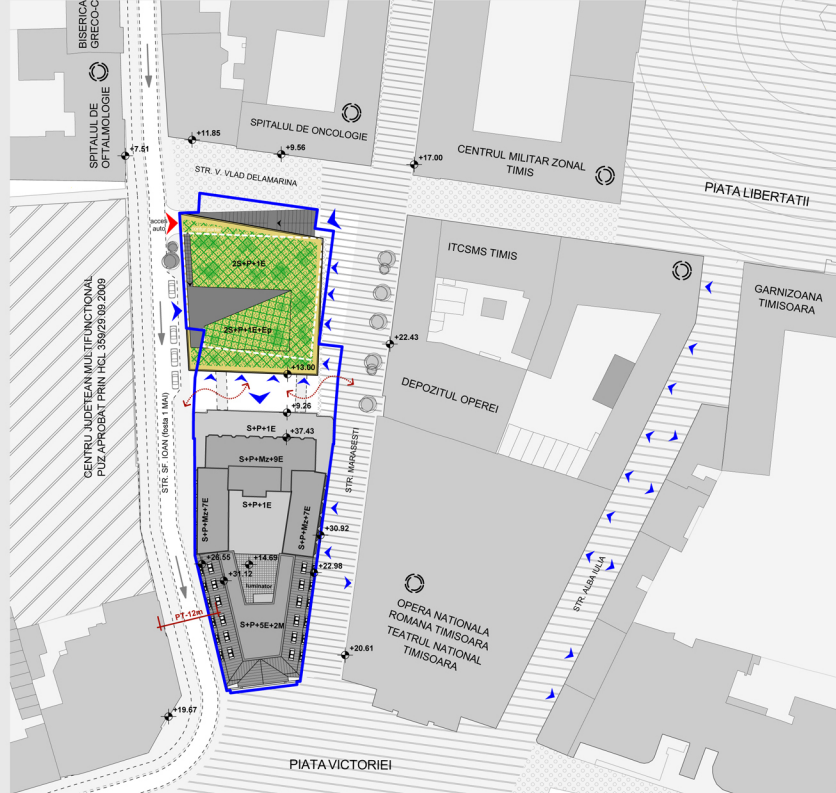 BISERICA
GRECO-C
SPITALUL DE
OFTALMOLOGIE
+7.51
+11.85
SPITALUL DE ONCOLOGIE
+9.56
+17.00
CENTRUL MILITAR ZONAL
TIMIS
STR. V. VLAD DELAMARINA
PIATA LIBERTATII
acces
auto
2S+P+1E
ITCSMS TIMIS
GARNIZOANA
TIMISOARA
CENTRU JUDETEAN MULTIFUNCTIONAL
PUZ APROBAT PRIN HCL 359/29.09.2009
2S+P+1E+Ep
+22.43
+13.00
DEPOZITUL OPEREI
STR. SF. IOAN (fosta 1 MAI)
+9.26
S+P+1E
+37.43
S+P+Mz+9E
STR. MARASESTI
S+P+Mz+7E
S+P+1E
S+P+Mz+7E
+30.92
+26.55
+14.69
+22.98
+31.12
luminator
STR. ALBA IULIA
PT-12m
S+P+5E+2M
OPERA NATIONALA
ROMANA TIMISOARA
TEATRUL NATIONAL
TIMISOARA
+20.61
+19.67
PIATA VICTORIEI